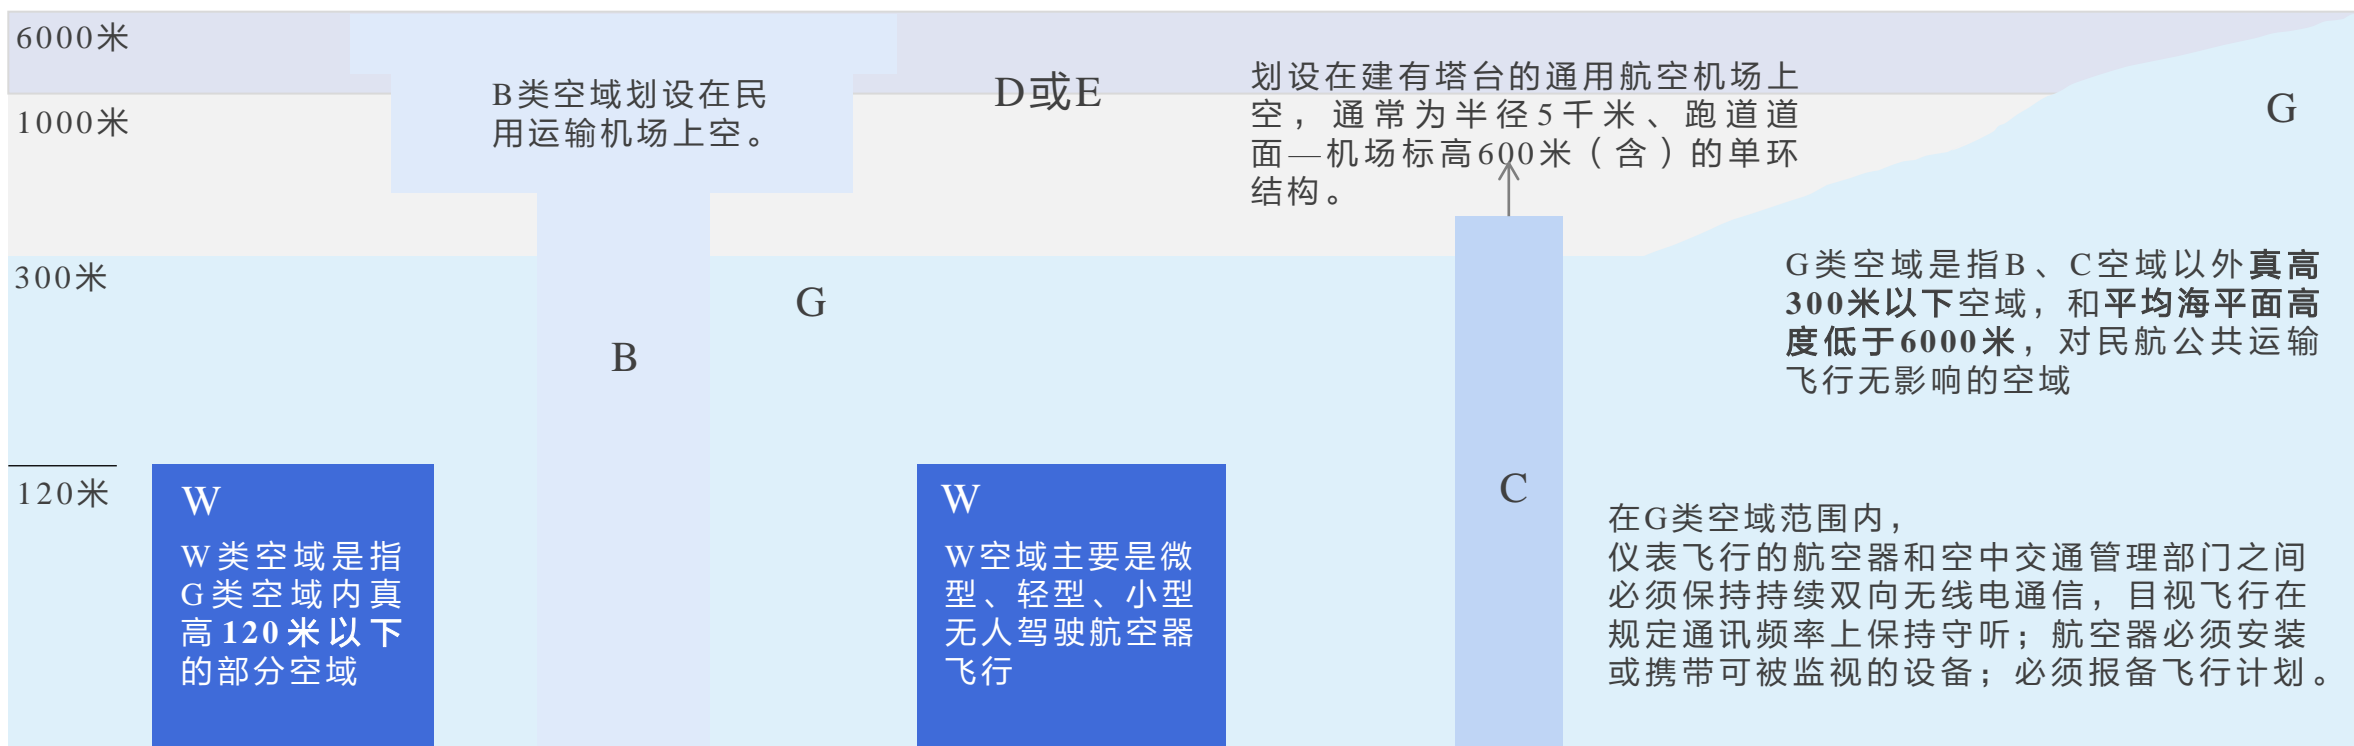 6000米
1000米
300米
120米
B类空域划设在民
用运输机场上空。
B
D或E
G
划设在建有塔台的通用航空机场上
空，通常为半径5千米、跑道道
面—机场标高600米（含）的单环
结构。
C
G
G类空域是指B、C空域以外真高
300米以下空域，和平均海平面高
度低于6000米，对民航公共运输
飞行无影响的空域
W
W类空域是指
G类空域内真
高120米以下
的部分空域
W
W空域主要是微
型、轻型、小型
无人驾驶航空器
飞行
在G类空域范围内，
仪表飞行的航空器和空中交通管理部门之间
必须保持持续双向无线电通信，目视飞行在
规定通讯频率上保持守听；航空器必须安装
或携带可被监视的设备；必须报备飞行计划。